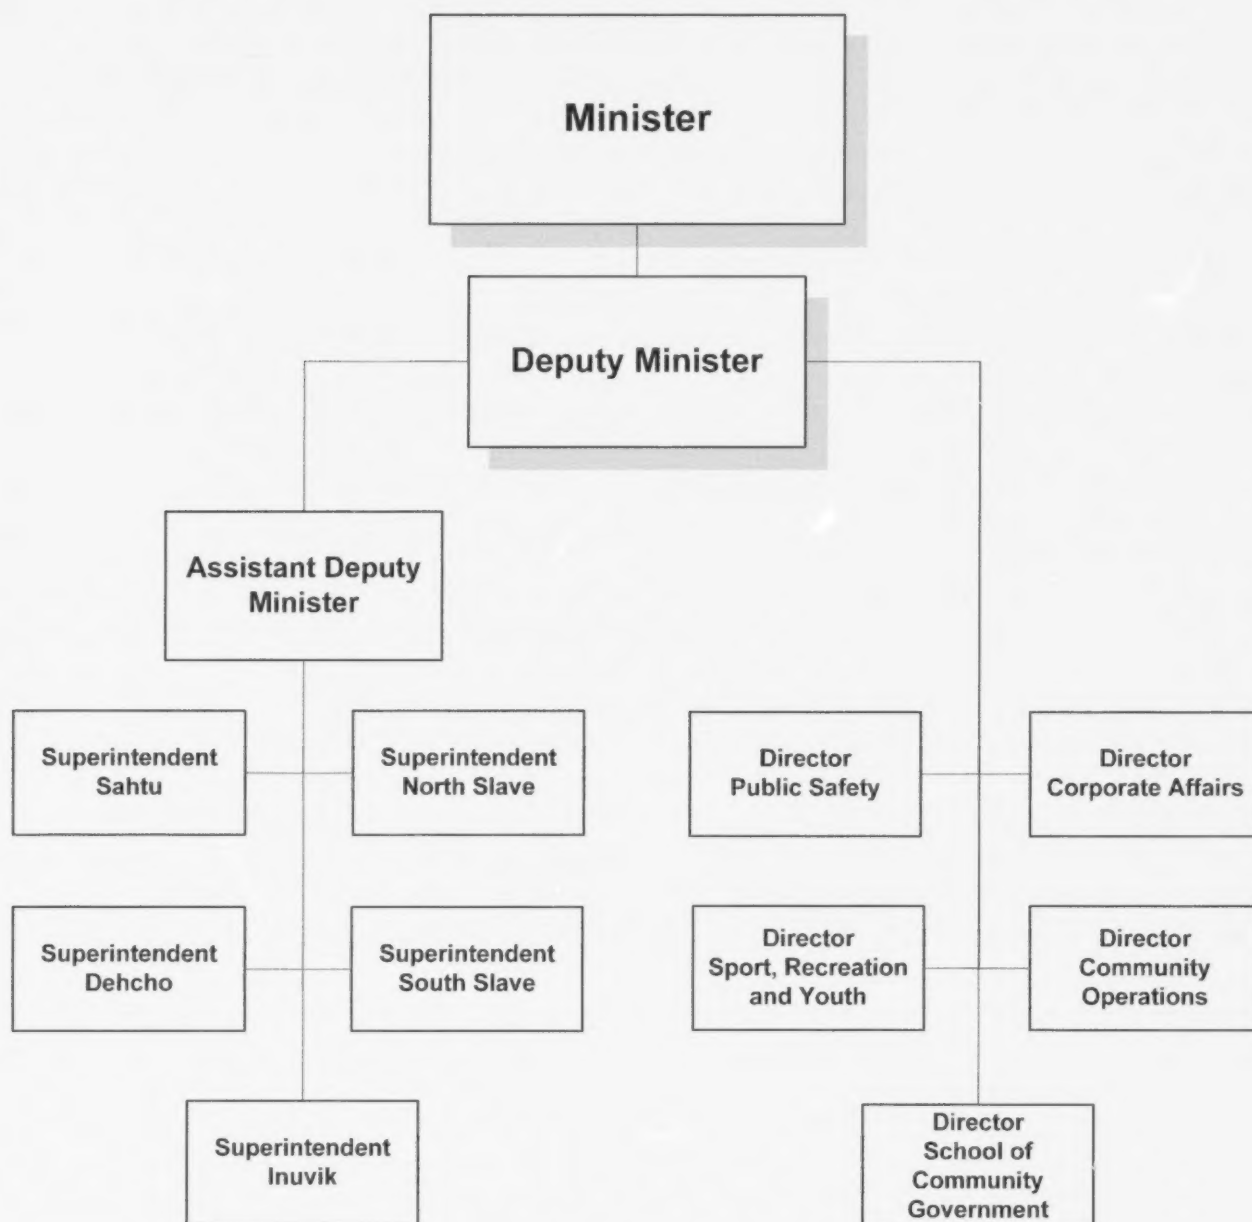 Minister
Deputy Minister
Assistant Deputy
Minister
Superintendent
Sahtu
Superintendent
North Slave
Director
Public Safety
Director
Corporate Affairs
Superintendent
Dehcho
Superintendent
South Slave
Director
Sport, Recreation
and Youth
Director
Community
Operations
Superintendent
Inuvik
Director
School of
Community
Government